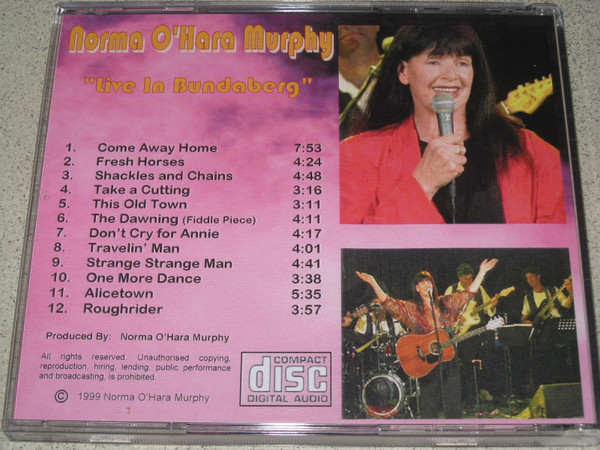 Norma O'Hara Murphy
"Live In Bundaberg"
1. Come Away Home 7:53
2. Fresh Horses 4:24
3. Shackles and Chains 4:48
4. Take a Cutting 3:16
5. This Old Town 3:11
6. The Dawning (Fiddle Piece) 4:11
7. Don't Cry for Annie 4:17
8. Travelin' Man 4:01
9. Strange Strange Man 4:41
10. One More Dance 3:38
11. Alicetown 5:35
12. Roughrider 3:57
Produced By: Norma O'Hara Murphy
All rights reserved. Unauthorised copying,
reproduction, hiring, lending, public performance
and broadcasting, is prohibited.
© 1999 Norma O'Hara Murphy
COMPACT
disc
DIGITAL AUDIO